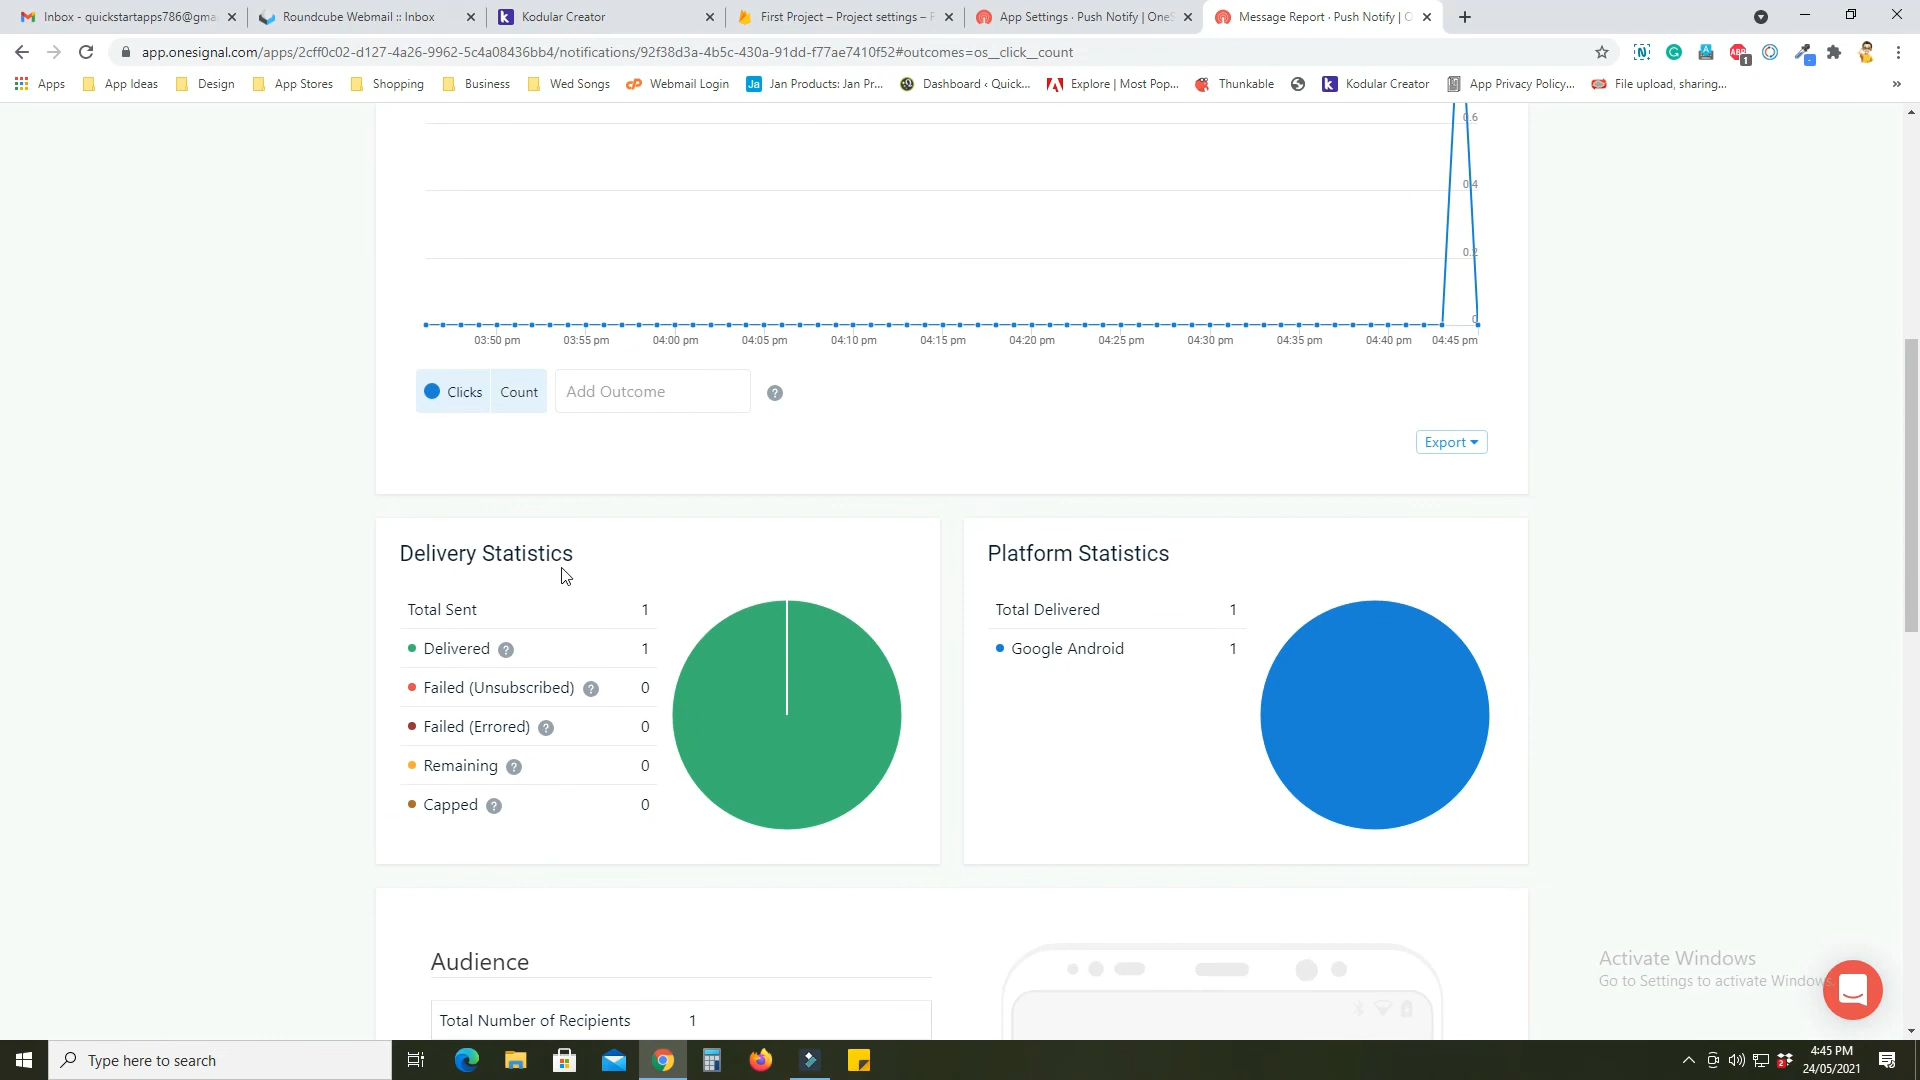 Inbox - quickstartapps786@gma
Roundcube Webmail :: Inbox
Kodular Creator
First Project – Project settings – F
App Settings · Push Notify | OneS
Message Report · Push Notify | O
app.onesignal.com/apps/2cff0c02-d127-4a26-9962-5c4a08436bb4/notifications/92f38d3a-4b5c-430a-91dd-f77ae7410f52#outcomes=os__click__count
Apps
App Ideas
Design
App Stores
Shopping
Business
Wed Songs
Webmail Login
Jan Products: Jan Pr...
Dashboard ‹ Quick...
Explore | Most Pop...
Thunkable
Kodular Creator
App Privacy Policy...
File upload, sharing...
0.6
0.4
0.2
0
03:50 pm 03:55 pm 04:00 pm 04:05 pm 04:10 pm 04:15 pm 04:20 pm 04:25 pm 04:30 pm 04:35 pm 04:40 pm 04:45 pm
Clicks Count Add Outcome ?
Export
Delivery Statistics
Total Sent 1
Delivered ? 1
Failed (Unsubscribed) ? 0
Failed (Errored) ? 0
Remaining ? 0
Capped ? 0
Platform Statistics
Total Delivered 1
Google Android 1
Audience
Total Number of Recipients 1
Activate Windows
Go to Settings to activate Windows.
Type here to search
4:45 PM
24/05/2021